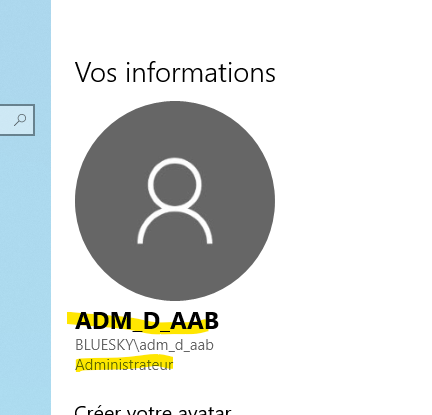 Vos informations
ADM_D_AAB
BLUESKY\adm_d_aab
Administrateur
Créer votre avatar